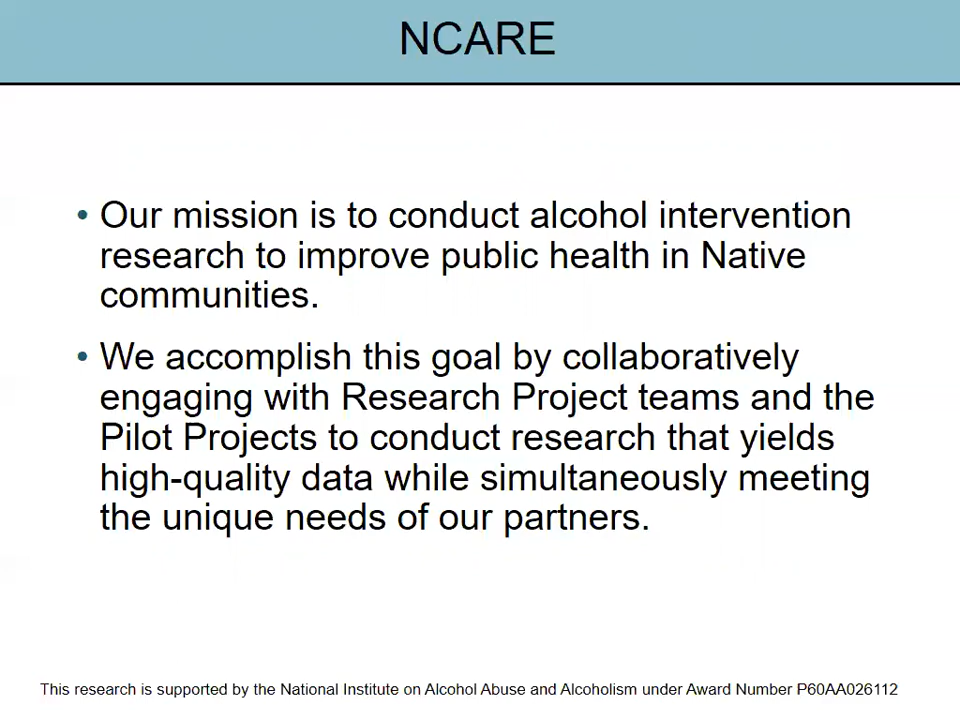 NCARE
• Our mission is to conduct alcohol intervention
research to improve public health in Native
communities.
• We accomplish this goal by collaboratively
engaging with Research Project teams and the
Pilot Projects to conduct research that yields
high-quality data while simultaneously meeting
the unique needs of our partners.
This research is supported by the National Institute on Alcohol Abuse and Alcoholism under Award Number P60AA026112